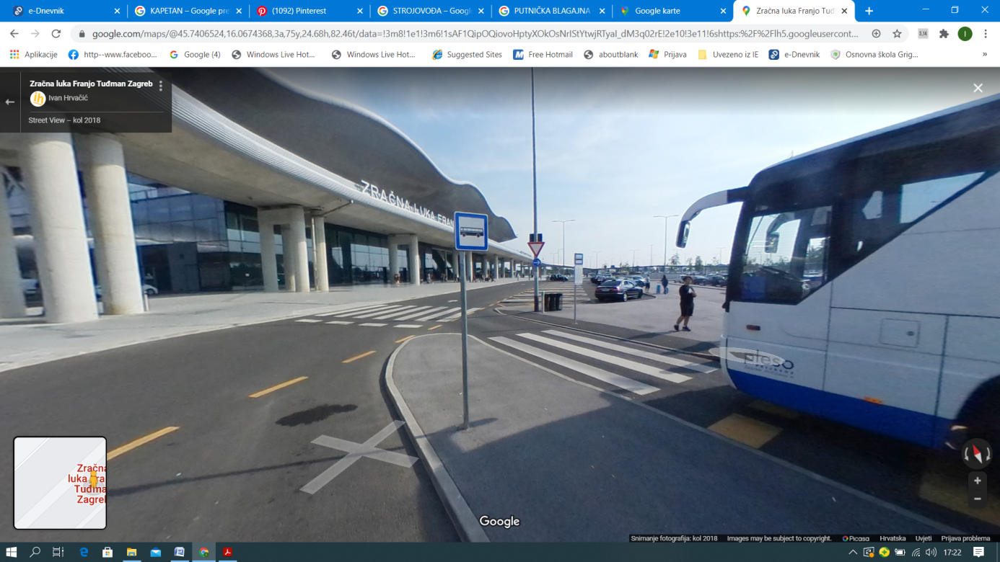 e-Dnevnik
KAPETAN – Google pre
(1092) Pinterest
STROJOVOĐA – Googl
PUTNIČKA BLAGAJNA
Google karte
Zračna luka Franjo Tuđ
google.com/maps/@45.7406524,16.0674368,3a,75y,24.68h,82.46t/data=!3m8!1e1!3m6!1sAF1QipOQiovoHptyXOkOsNrIStYtwjRTyaI_dM3q02rE!2e10!3e11!6shttps:%2F%2Flh5.googleusercont...
3,14
I
Aplikacije
http--www.faceboo...
Google (4)
Windows Live Hot...
Windows Live Hot...
Suggested Sites
Free Hotmail
aboutblank
Prijava
Uvezeno iz IE
e-Dnevnik
Osnovna škola Grig...
»
Zračna luka Franjo Tuđman Zagreb
Ivan Hrvačić
Street View – kol 2018
ZRAČNA LUKA FRAN
pleso
Zračna
luka Fra
Tuđma
Zagreb
Google
Snimanje fotografija: kol 2018
Images may be subject to copyright.
Picasa
Hrvatska
Uvjeti
Prijava problema
17:22